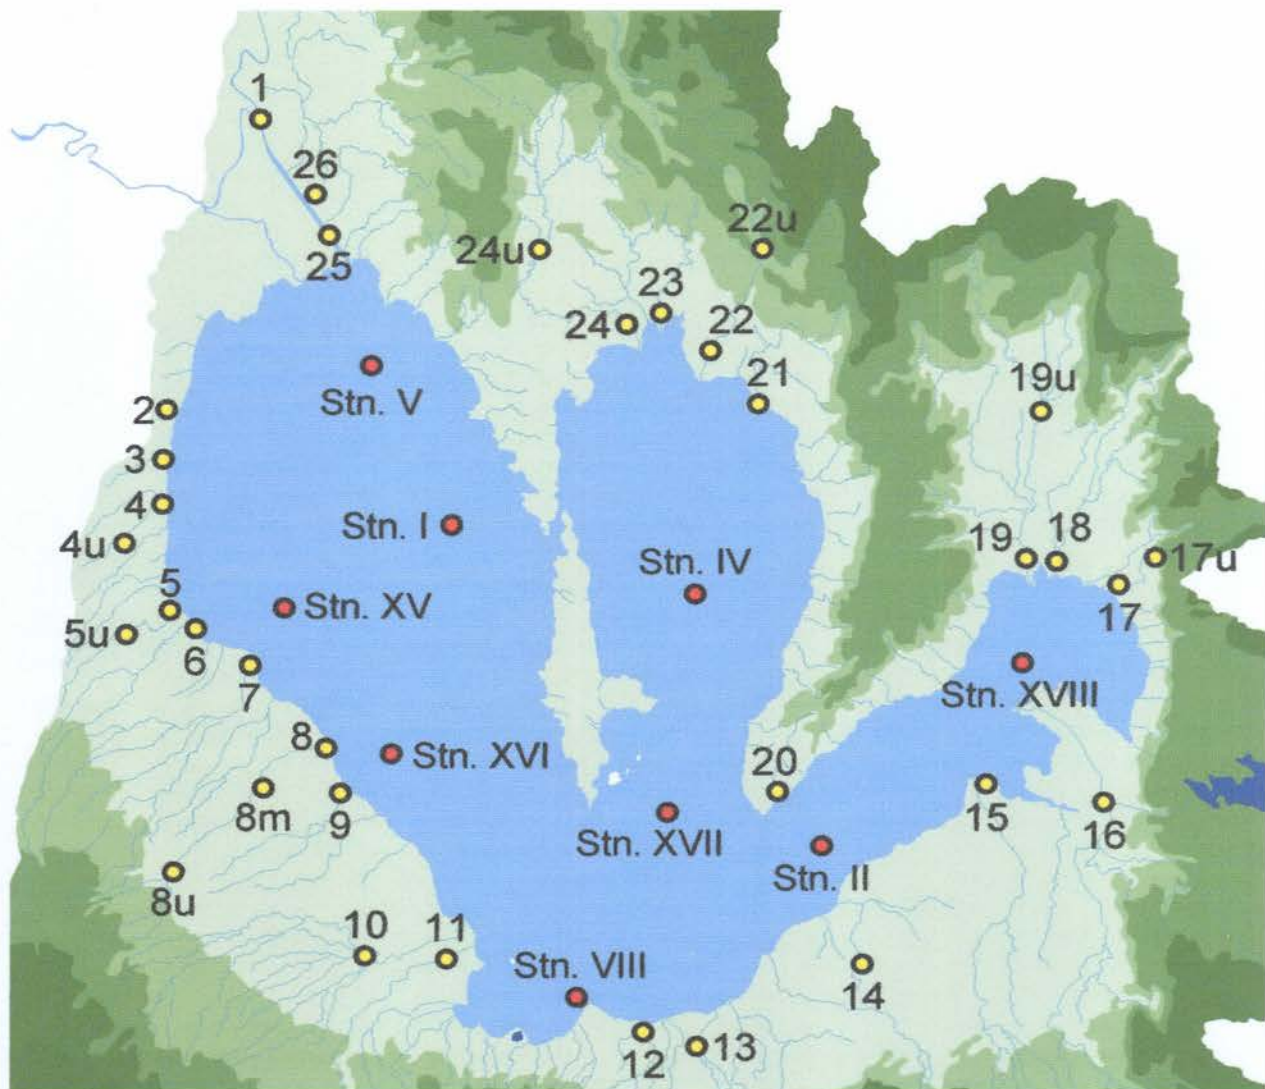 1
26
25
24u
22u
23
24
22
21
Stn. V
19u
2
3
4
4u
Stn. I
Stn. IV
19
18
17u
17
5
5u
6
Stn. XV
7
Stn. XVIII
8
Stn. XVI
8m
9
20
15
16
Stn. XVII
Stn. II
8u
10
11
Stn. VIII
14
12
13